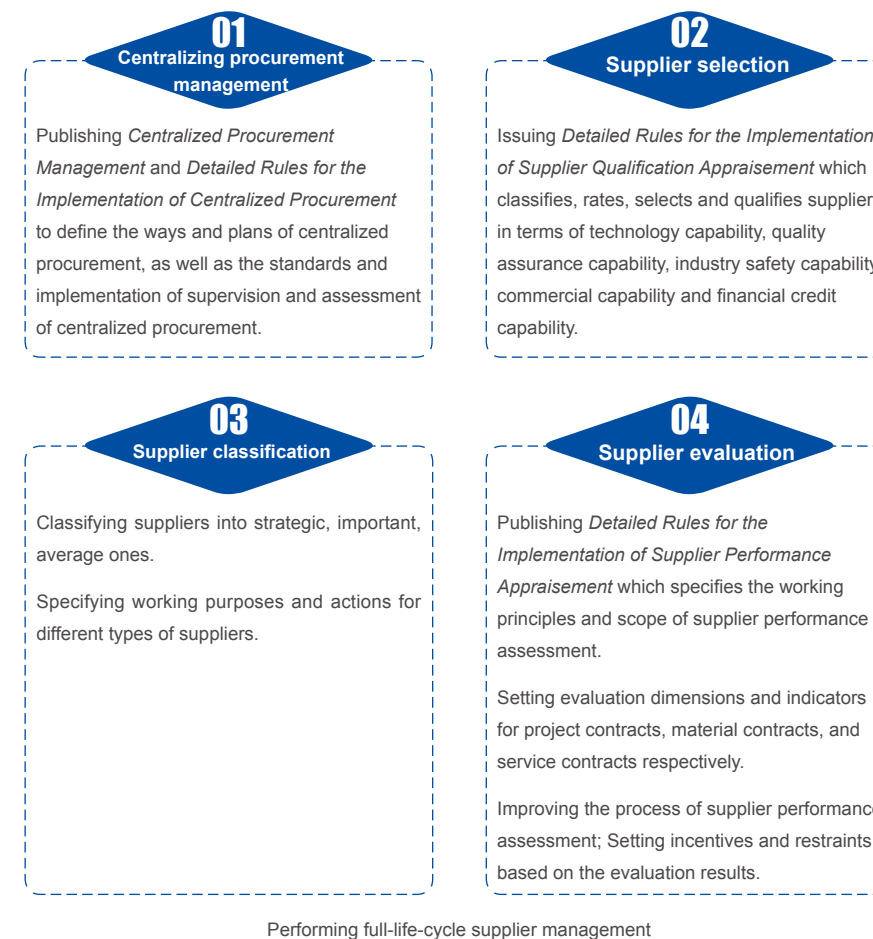 01
Centralizing procurement
management
Publishing Centralized Procurement
Management and Detailed Rules for the
Implementation of Centralized Procurement
to define the ways and plans of centralized
procurement, as well as the standards and
implementation of supervision and assessment
of centralized procurement.
02
Supplier selection
Issuing Detailed Rules for the Implementation
of Supplier Qualification Appraisement which
classifies, rates, selects and qualifies supplier
in terms of technology capability, quality
assurance capability, industry safety capability
commercial capability and financial credit
capability.
03
Supplier classification
Classifying suppliers into strategic, important,
average ones.
Specifying working purposes and actions for
different types of suppliers.
04
Supplier evaluation
Publishing Detailed Rules for the
Implementation of Supplier Performance
Appraisement which specifies the working
principles and scope of supplier performance
assessment.
Setting evaluation dimensions and indicators
for project contracts, material contracts, and
service contracts respectively.
Improving the process of supplier performance
assessment; Setting incentives and restraints
based on the evaluation results.
Performing full-life-cycle supplier management